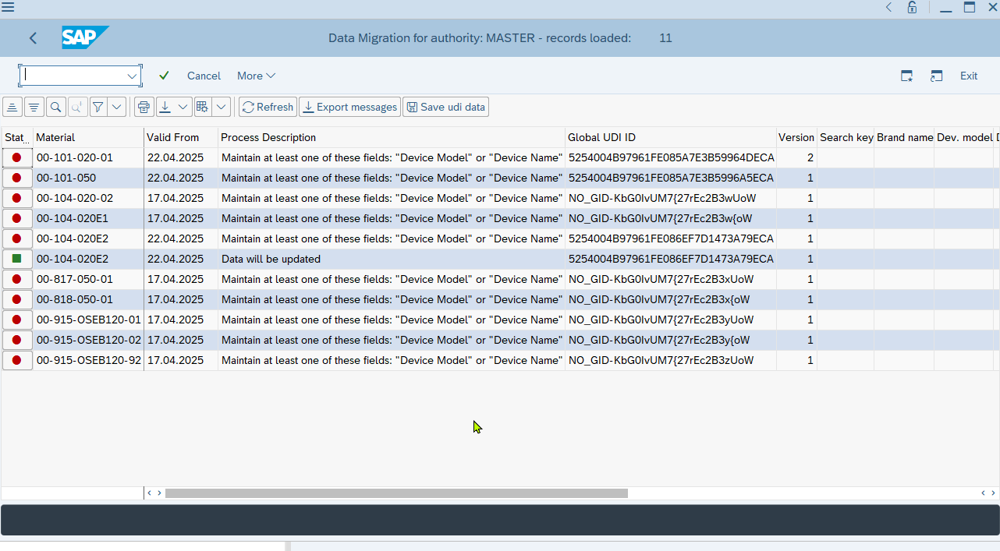 SAP Data Migration for authority: MASTER - records loaded: 11
Cancel More Exit
Refresh Export messages Save udi data
Stat... Material Valid From Process Description Global UDI ID Version Search key Brand name Dev. model
00-101-020-01 22.04.2025 Maintain at least one of these fields: "Device Model" or "Device Name" 5254004B97961FE085A7E3B59964DECA 2
00-101-050 22.04.2025 Maintain at least one of these fields: "Device Model" or "Device Name" 5254004B97961FE085A7E3B5996A5ECA 1
00-104-020-02 17.04.2025 Maintain at least one of these fields: "Device Model" or "Device Name" NO_GID-KbG0IvUM7{27rEc2B3wUoW 1
00-104-020E1 17.04.2025 Maintain at least one of these fields: "Device Model" or "Device Name" NO_GID-KbG0IvUM7{27rEc2B3w{oW 1
00-104-020E2 22.04.2025 Maintain at least one of these fields: "Device Model" or "Device Name" 5254004B97961FE086EF7D1473A79ECA 1
00-104-020E2 22.04.2025 Data will be updated 5254004B97961FE086EF7D1473A79ECA 1
00-817-050-01 17.04.2025 Maintain at least one of these fields: "Device Model" or "Device Name" NO_GID-KbG0IvUM7{27rEc2B3xUoW 1
00-818-050-01 17.04.2025 Maintain at least one of these fields: "Device Model" or "Device Name" NO_GID-KbG0IvUM7{27rEc2B3x{oW 1
00-915-OSEB120-01 17.04.2025 Maintain at least one of these fields: "Device Model" or "Device Name" NO_GID-KbG0IvUM7{27rEc2B3yUoW 1
00-915-OSEB120-02 17.04.2025 Maintain at least one of these fields: "Device Model" or "Device Name" NO_GID-KbG0IvUM7{27rEc2B3y{oW 1
00-915-OSEB120-92 17.04.2025 Maintain at least one of these fields: "Device Model" or "Device Name" NO_GID-KbG0IvUM7{27rEc2B3zUoW 1